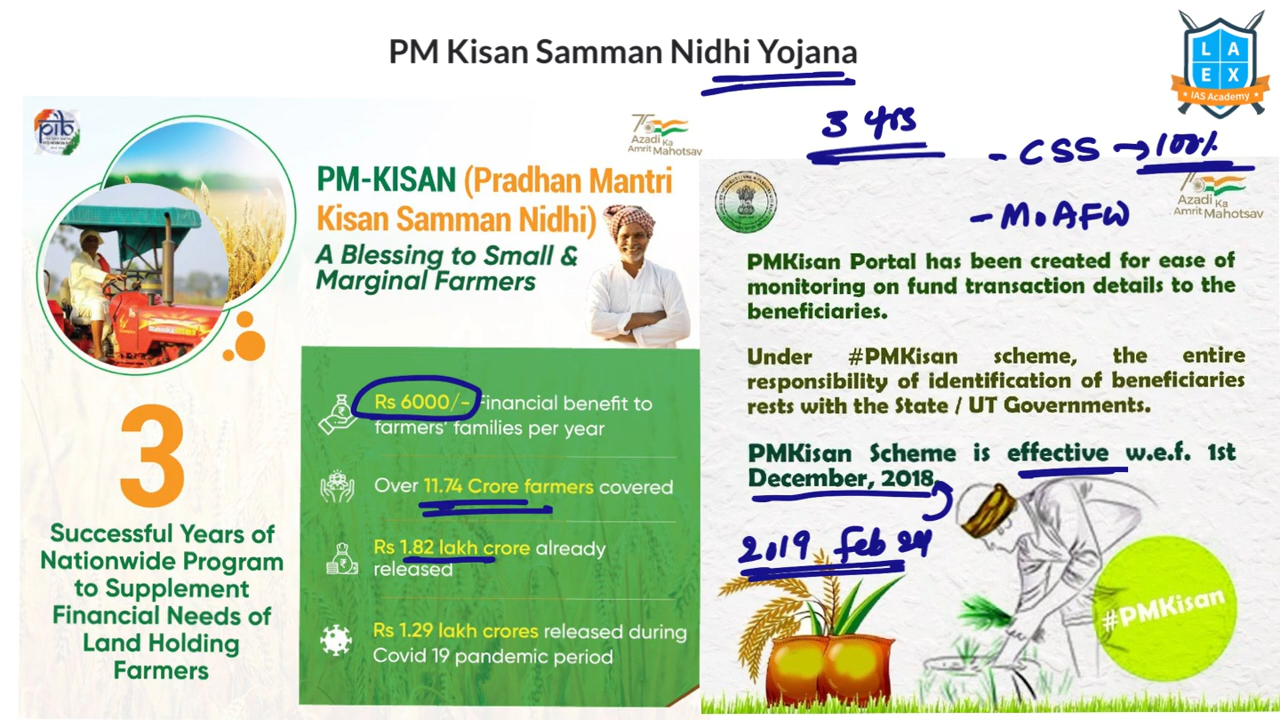 PM Kisan Samman Nidhi Yojana
L A
E X
IAS Academy
3 yrs
- CSS → 100%
- MoAFW
pib
75
Azadi Ka
Amrit Mahotsav
PM-KISAN (Pradhan Mantri
Kisan Samman Nidhi)
A Blessing to Small &
Marginal Farmers
Rs 6000/- Financial benefit to
farmers' families per year
Over 11.74 Crore farmers covered
Rs 1.82 lakh crore already
released
Rs 1.29 lakh crores released during
Covid 19 pandemic period
3
Successful Years of
Nationwide Program
to Supplement
Financial Needs of
Land Holding
Farmers
75
Azadi Ka
Amrit Mahotsav
PMKisan Portal has been created for ease of
monitoring on fund transaction details to the
beneficiaries.
Under #PMKisan scheme, the entire
responsibility of identification of beneficiaries
rests with the State / UT Governments.
PMKisan Scheme is effective w.e.f. 1st
December, 2018
2019 Feb 24
#PMKisan